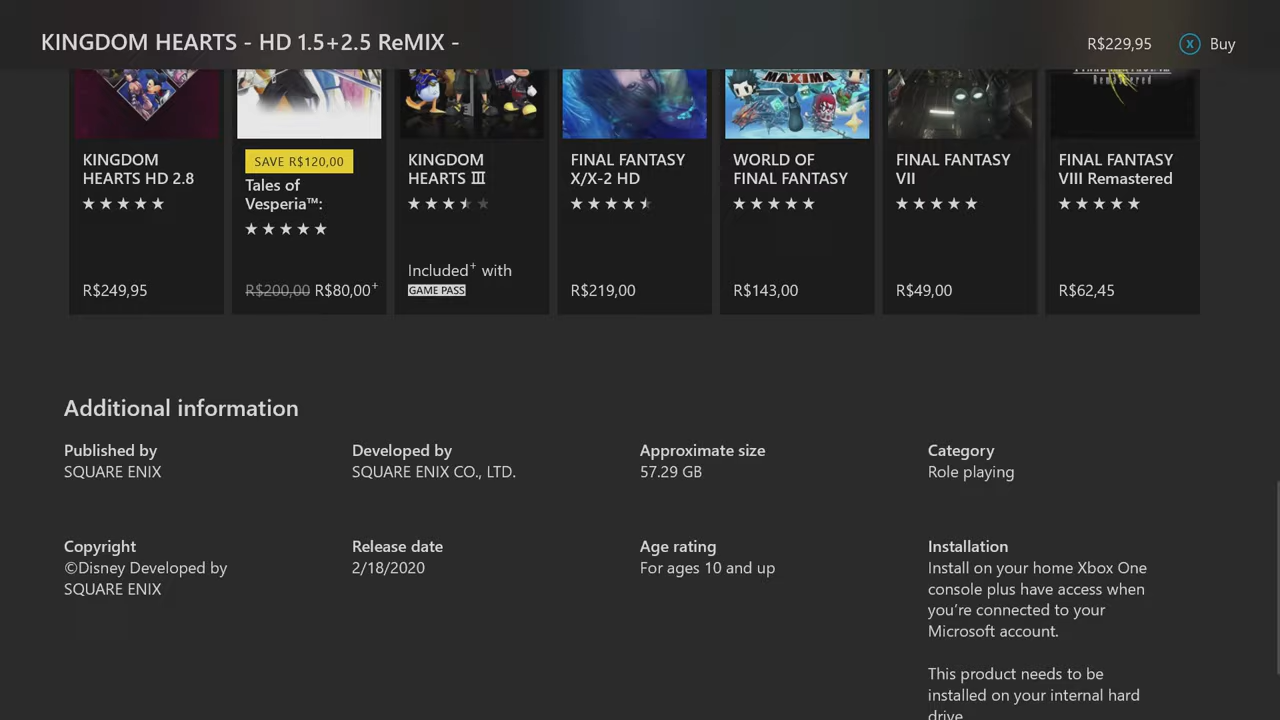 KINGDOM HEARTS - HD 1.5+2.5 ReMIX -
R$229,95
X
Buy
MAXIMA
REMASTERED
KINGDOM
HEARTS HD 2.8
R$249,95
SAVE R$120,00
Tales of
Vesperia™:
R$200,00 R$80,00+
KINGDOM
HEARTS III
Included+ with
GAME PASS
FINAL FANTASY
X/X-2 HD
R$219,00
WORLD OF
FINAL FANTASY
R$143,00
FINAL FANTASY
VII
R$49,00
FINAL FANTASY
VIII Remastered
R$62,45
Additional information
Published by
SQUARE ENIX
Developed by
SQUARE ENIX CO., LTD.
Approximate size
57.29 GB
Category
Role playing
Copyright
©Disney Developed by
SQUARE ENIX
Release date
2/18/2020
Age rating
For ages 10 and up
Installation
Install on your home Xbox One
console plus have access when
you're connected to your
Microsoft account.
This product needs to be
installed on your internal hard
drive